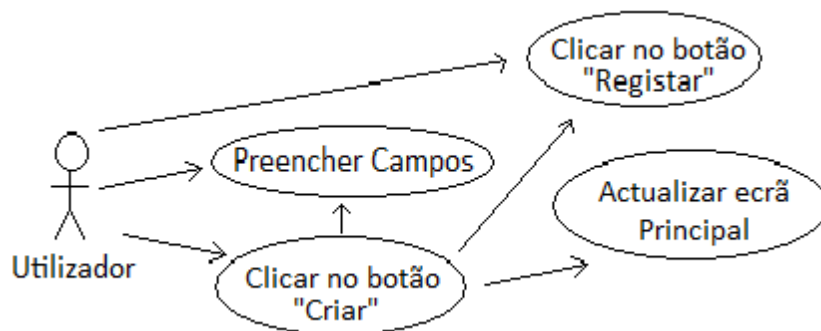 Clicar no botão
"Registar"
Preencher Campos
Actualizar ecrã
Principal
Utilizador
Clicar no botão
"Criar"